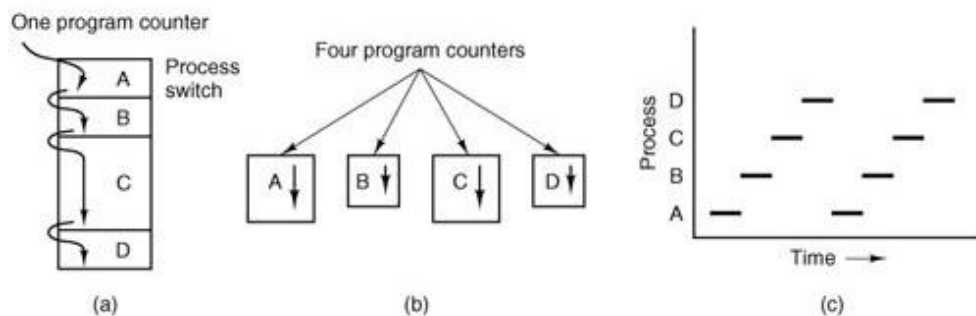 One program counter
A
B
C
D
Process
switch
(a)
Four program counters
A
B
C
D
(b)
Process
D
C
B
A
Time
(c)